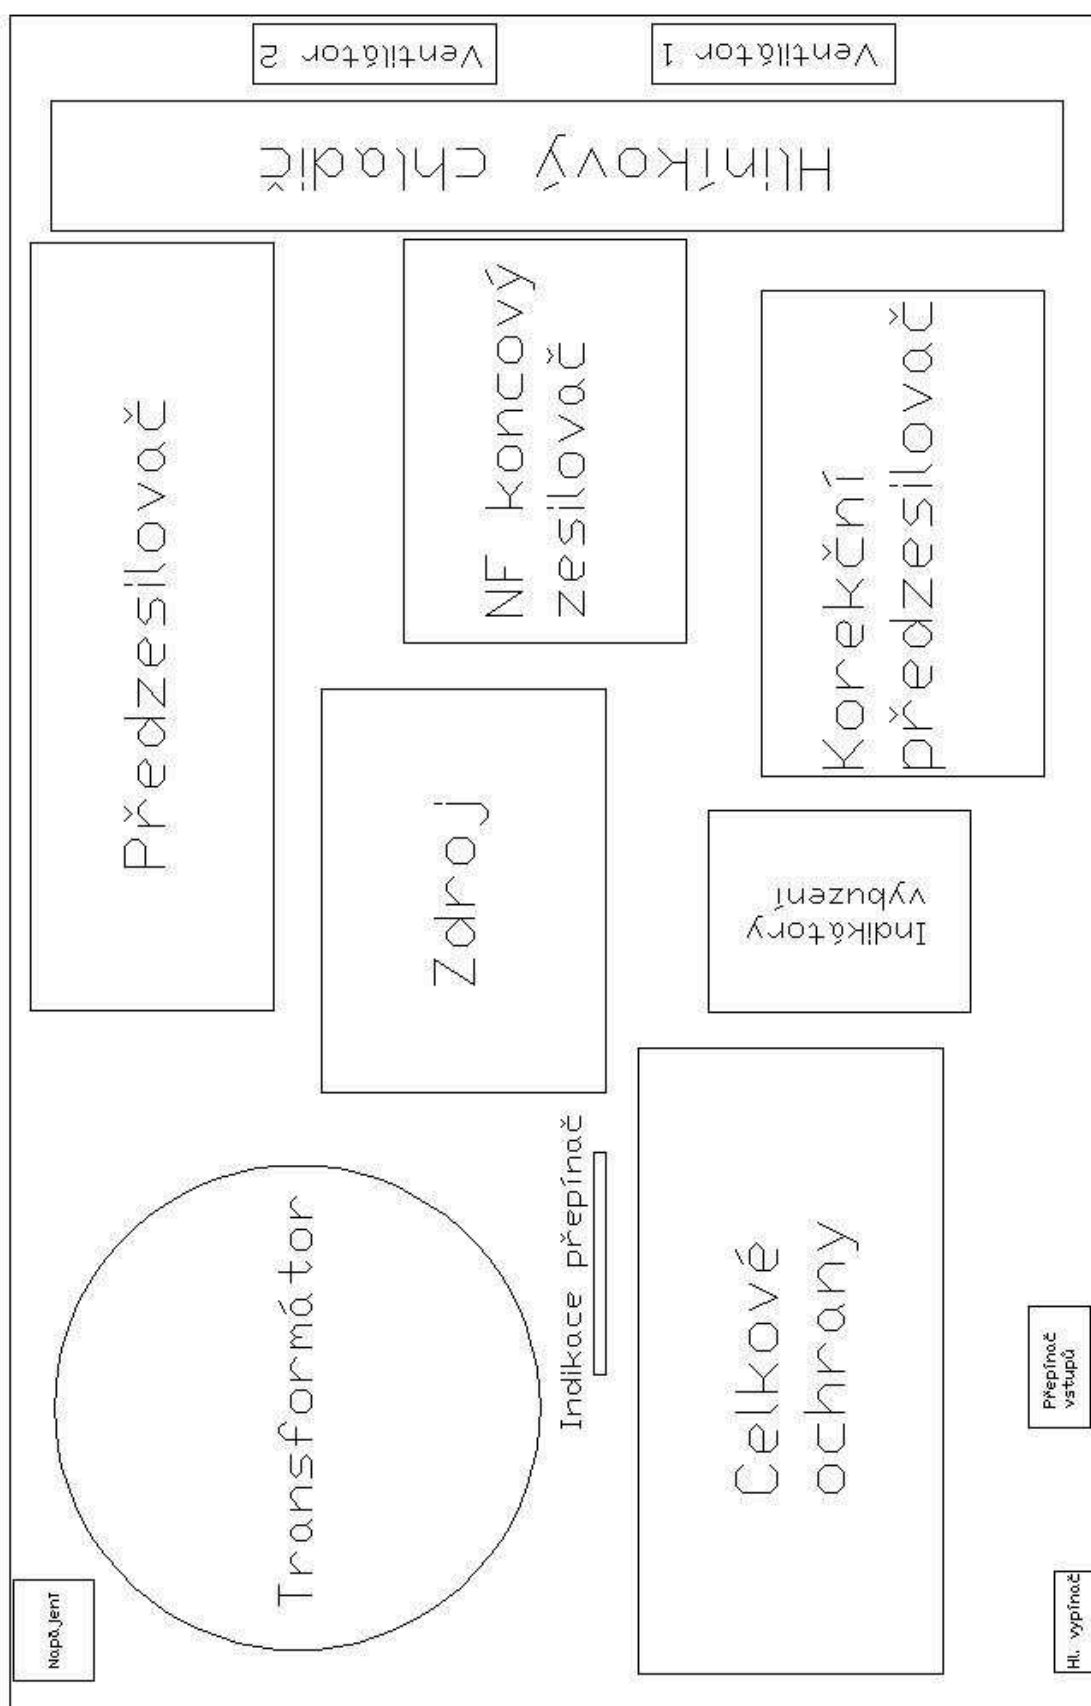 Ventilátor 2
Ventilátor 1
Hliníkový chladič
Předzesilovač
NF koncový
zesilovač
Korekční
předzesilovač
Zdroj
Indikátory
vybuzení
Transformátor
Indikace přepínač
Celkové
ochrany
Přepínač
vstupů
Napájení
Hl. vypínač